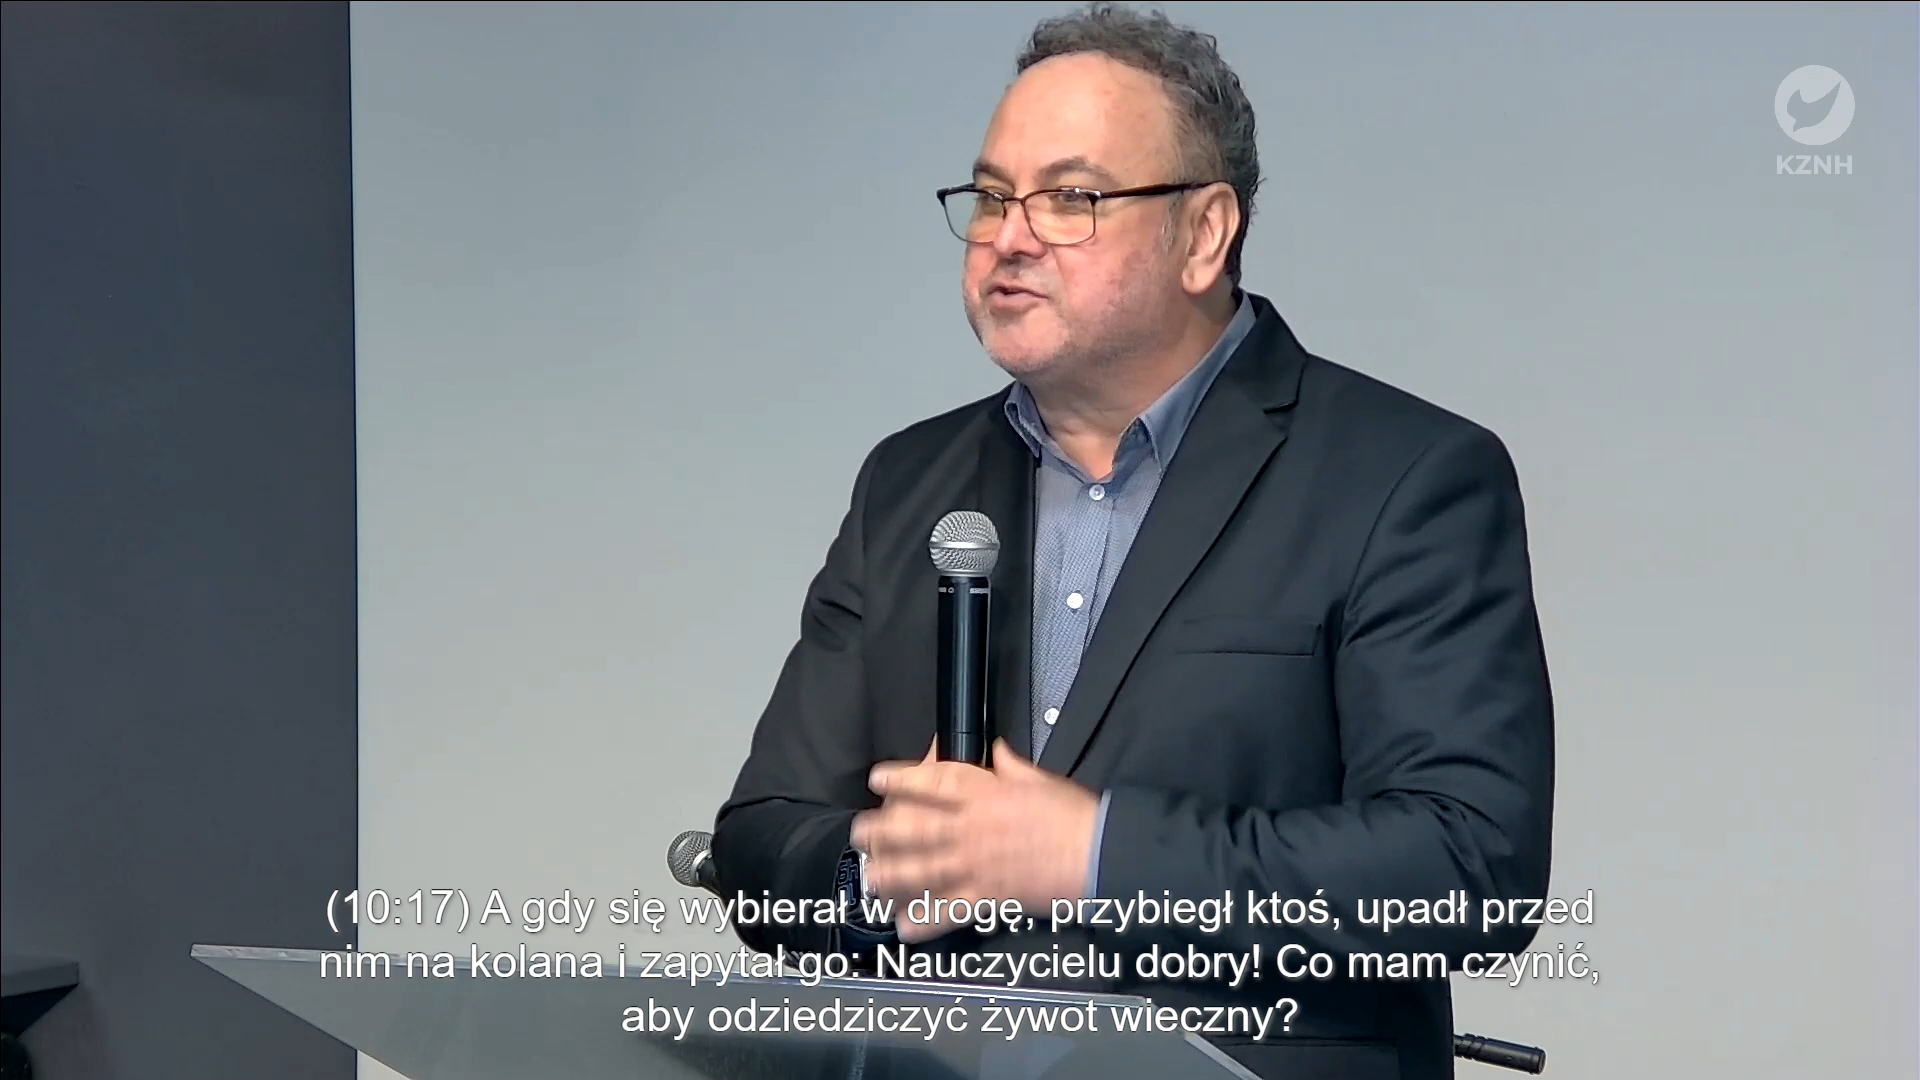 KZNH
(10:17) A gdy się wybierał w drogę, przybiegł ktoś, upadł przed
nim na kolana i zapytał go: Nauczycielu dobry! Co mam czynić,
aby odziedziczyć żywot wieczny?